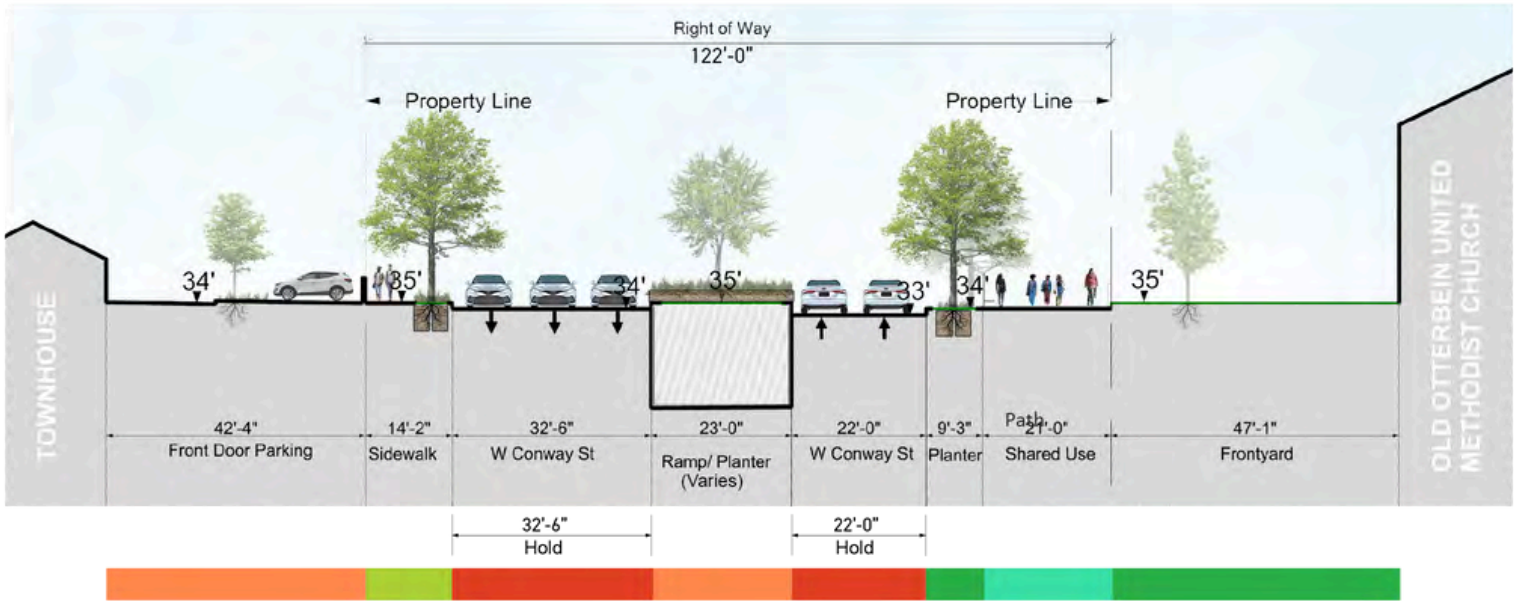 Right of Way
122'-0"
Property Line
Property Line
34'
35'
34'
35'
33'
34'
35'
TOWNHOUSE
OLD OTTERBEIN UNITED
METHODIST CHURCH
42'-4"
Front Door Parking
14'-2"
Sidewalk
32'-6"
W Conway St
23'-0"
Ramp/ Planter
(Varies)
22'-0"
W Conway St
9'-3"
Planter
Path
21'-0"
Shared Use
47'-1"
Frontyard
32'-6"
Hold
22'-0"
Hold